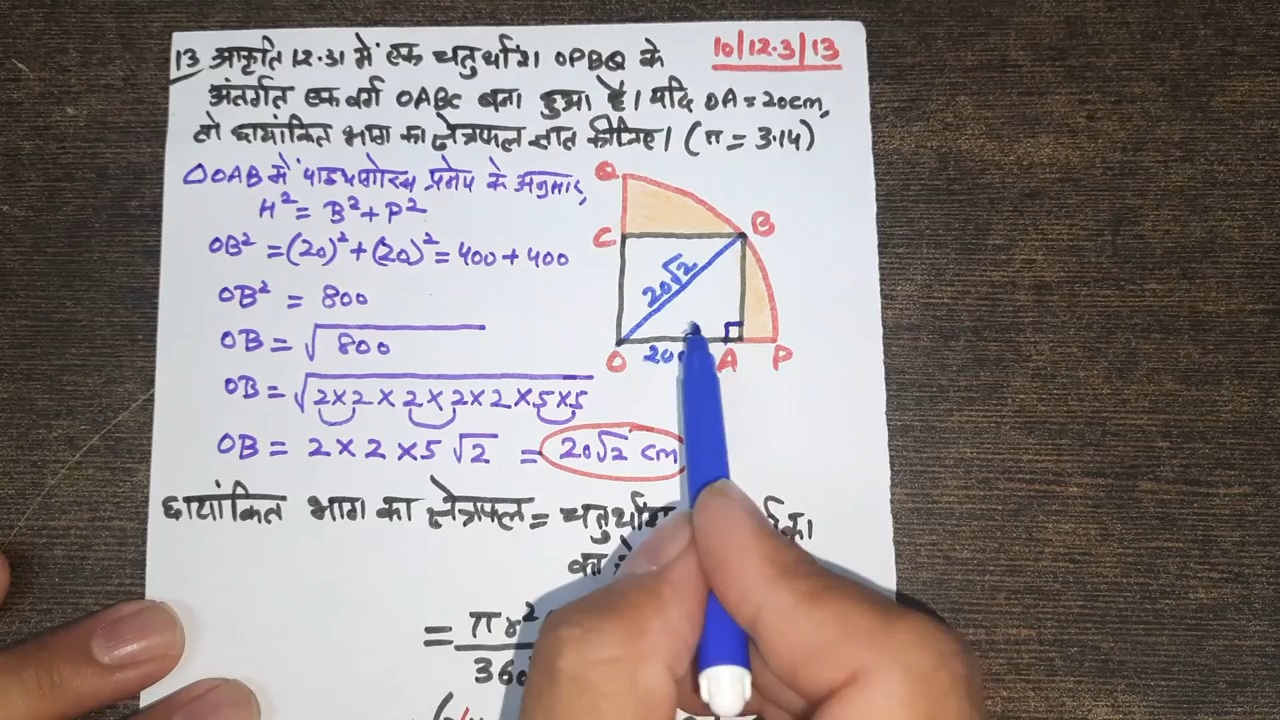 13 आकृति 12.31 में एक चतुर्थांश OPBQ के
10/12.3/13
अंतर्गत एक वर्ग OABC बना हुआ है। यदि OA = 20cm,
तो छायांकित भाग का क्षेत्रफल ज्ञात कीजिए। (π = 3.14)
△OAB में पाइथागोरस प्रमेय के अनुसार,
H² = B² + P²
OB² = (20)² + (20)² = 400 + 400
OB² = 800
OB = √800
OB = √2×2×2×2×2×5×5
OB = 2×2×5√2 = 20√2 cm
Q
C
B
20√2
O
20
A
P
छायांकित भाग का क्षेत्रफल = चतुर्थांश
का
= πr²
360